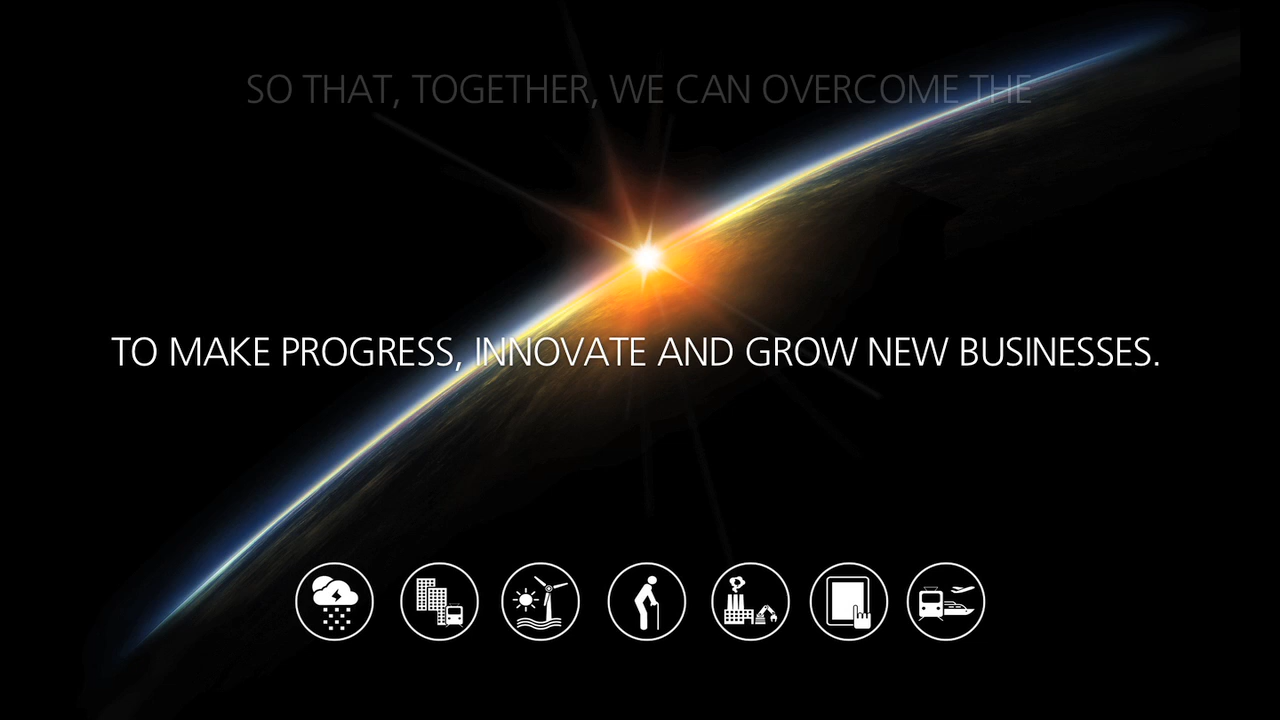 SO THAT, TOGETHER, WE CAN OVERCOME THE
TO MAKE PROGRESS, INNOVATE AND GROW NEW BUSINESSES.